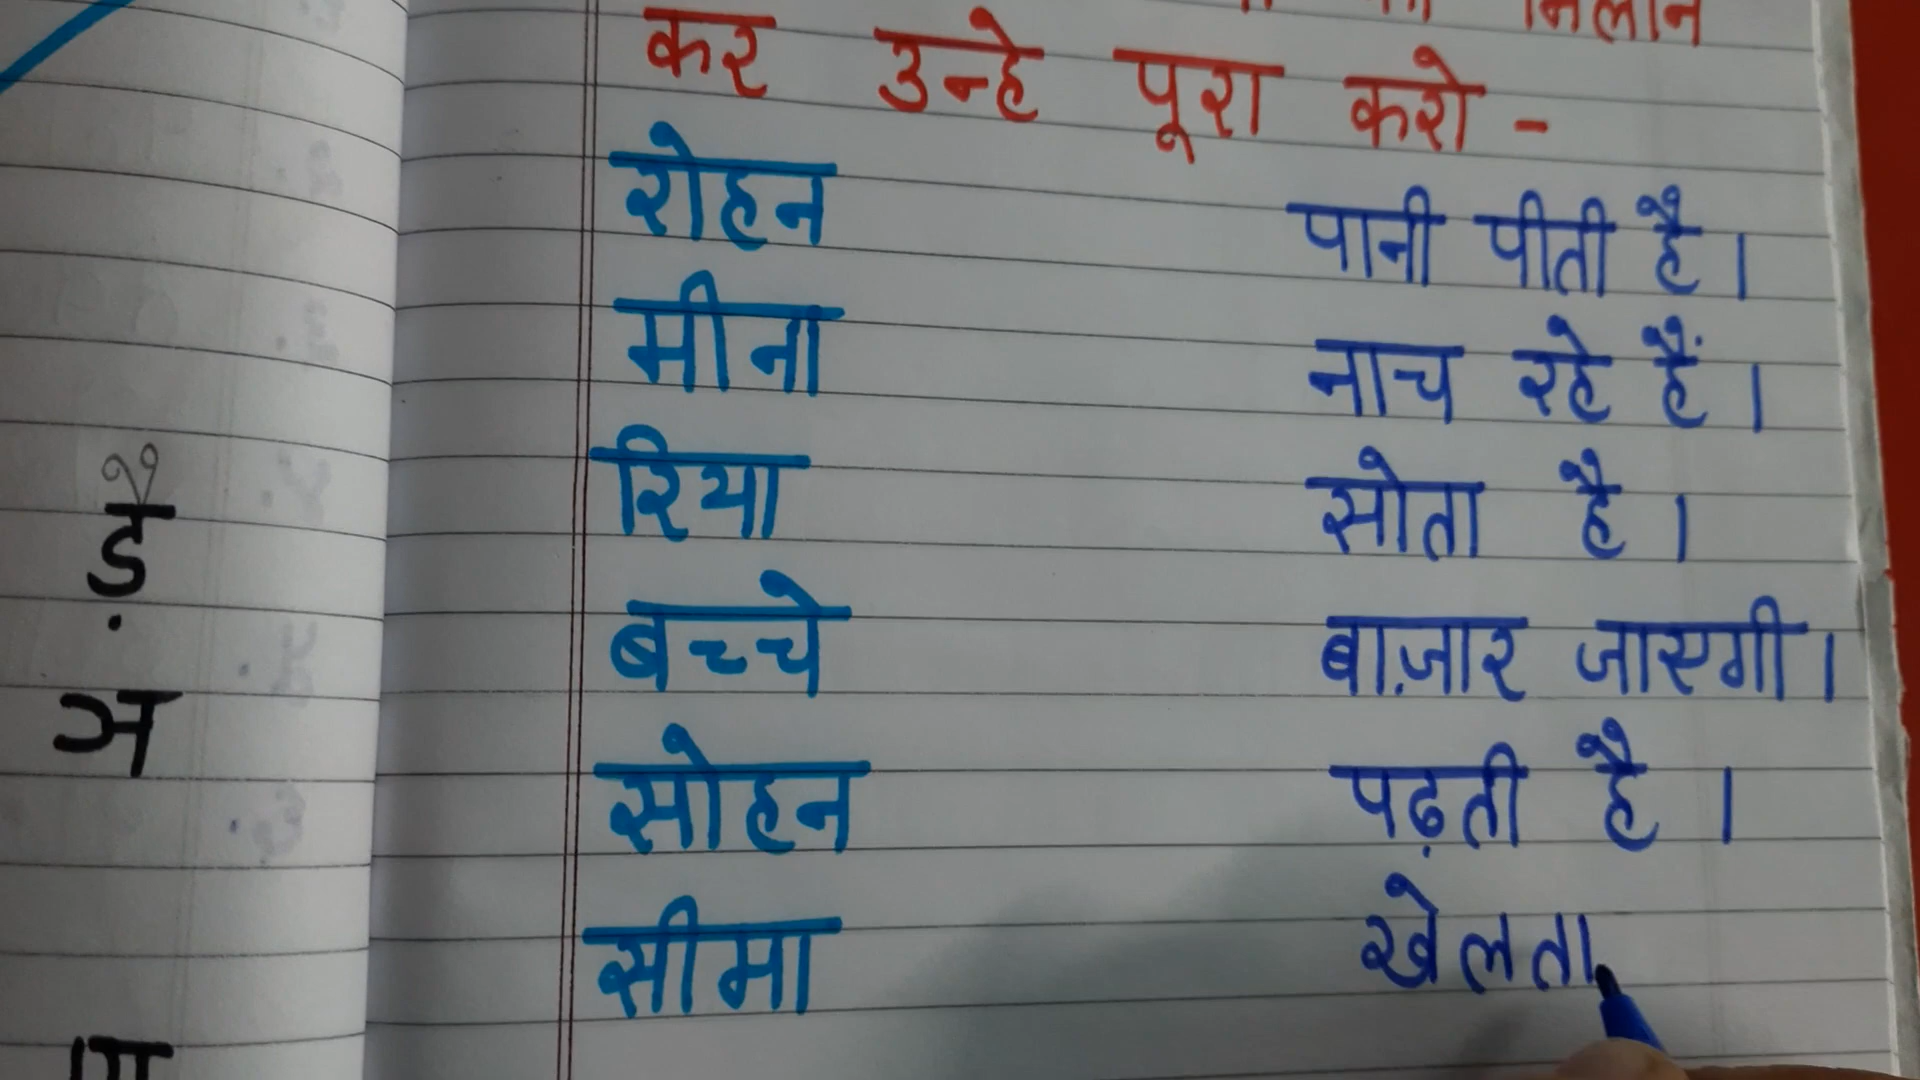 मिलान
कर उन्हे पूरा करो -
रोहन पानी पीती है।
मीना नाच रहे हैं।
रिया सोता है।
बच्चे बाज़ार जाएगी।
सोहन पढ़ती है।
सीमा खेलता
ड़
ञ
ण